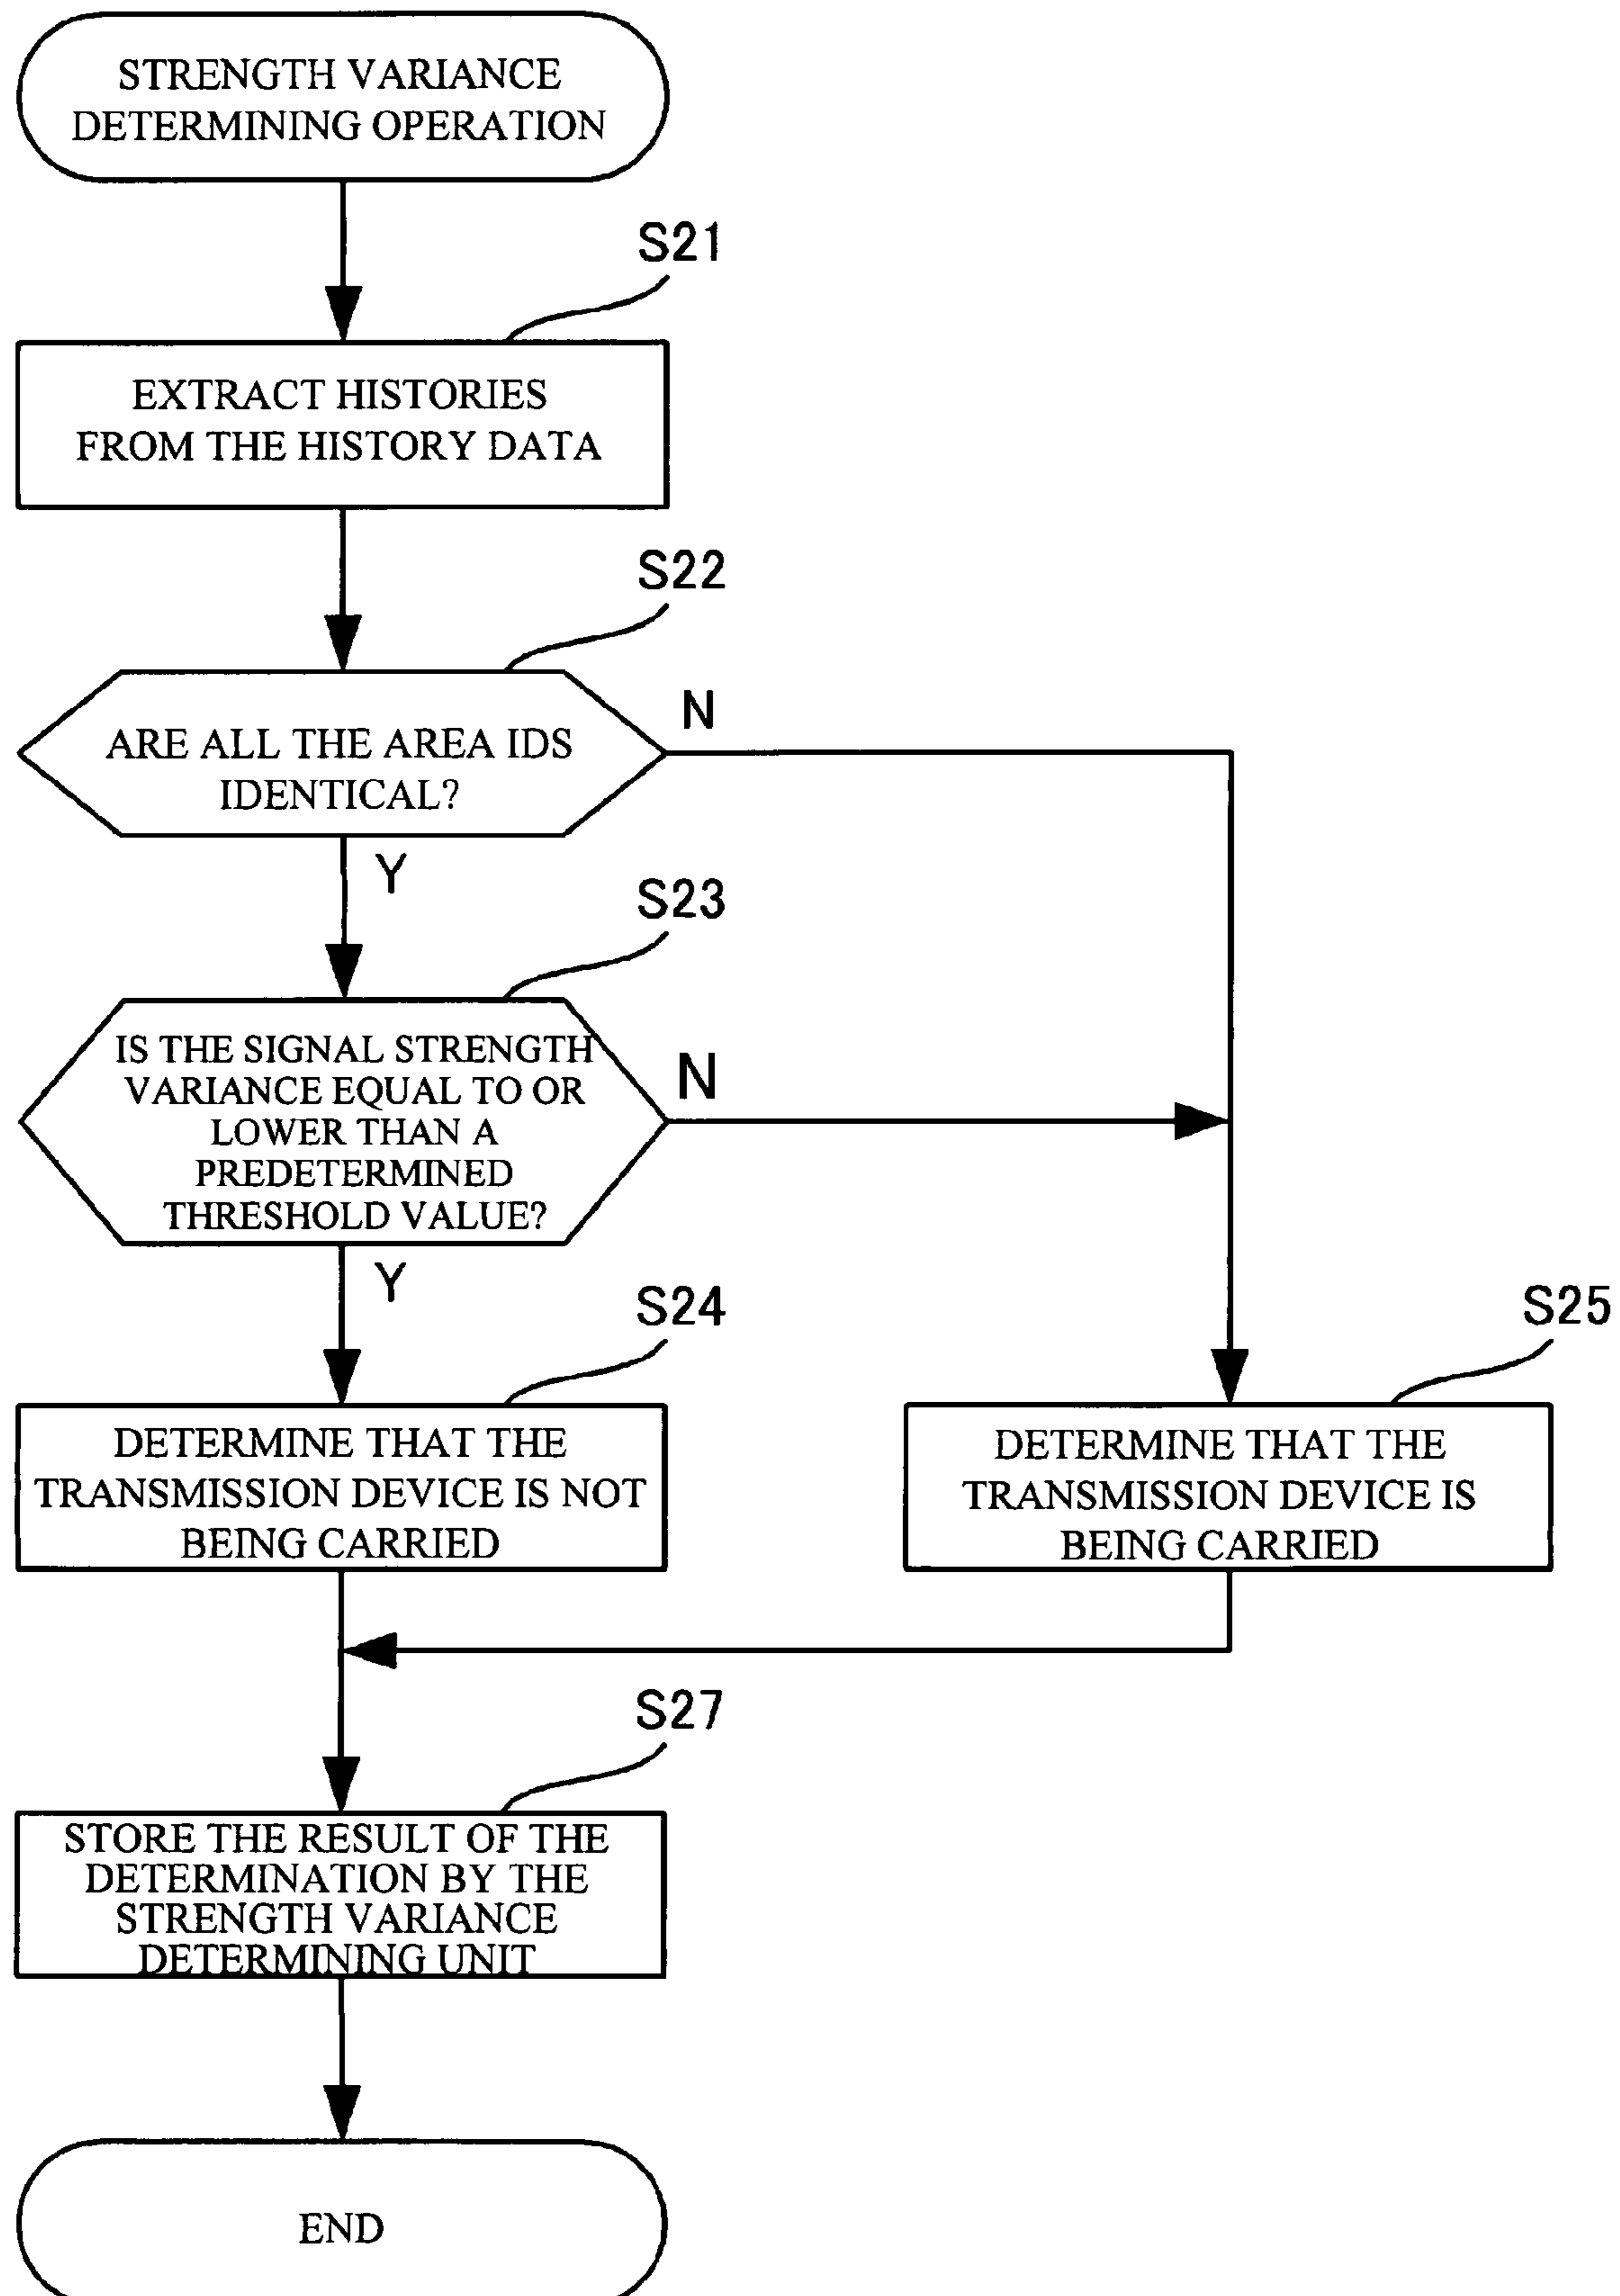 STRENGTH VARIANCE
DETERMINING OPERATION
S21
EXTRACT HISTORIES
FROM THE HISTORY DATA
S22
ARE ALL THE AREA IDS
IDENTICAL?
N
Y
S23
IS THE SIGNAL STRENGTH
VARIANCE EQUAL TO OR
LOWER THAN A
PREDETERMINED
THRESHOLD VALUE?
N
Y
S24
DETERMINE THAT THE
TRANSMISSION DEVICE IS NOT
BEING CARRIED
S25
DETERMINE THAT THE
TRANSMISSION DEVICE IS
BEING CARRIED
S27
STORE THE RESULT OF THE
DETERMINATION BY THE
STRENGTH VARIANCE
DETERMINING UNIT
END